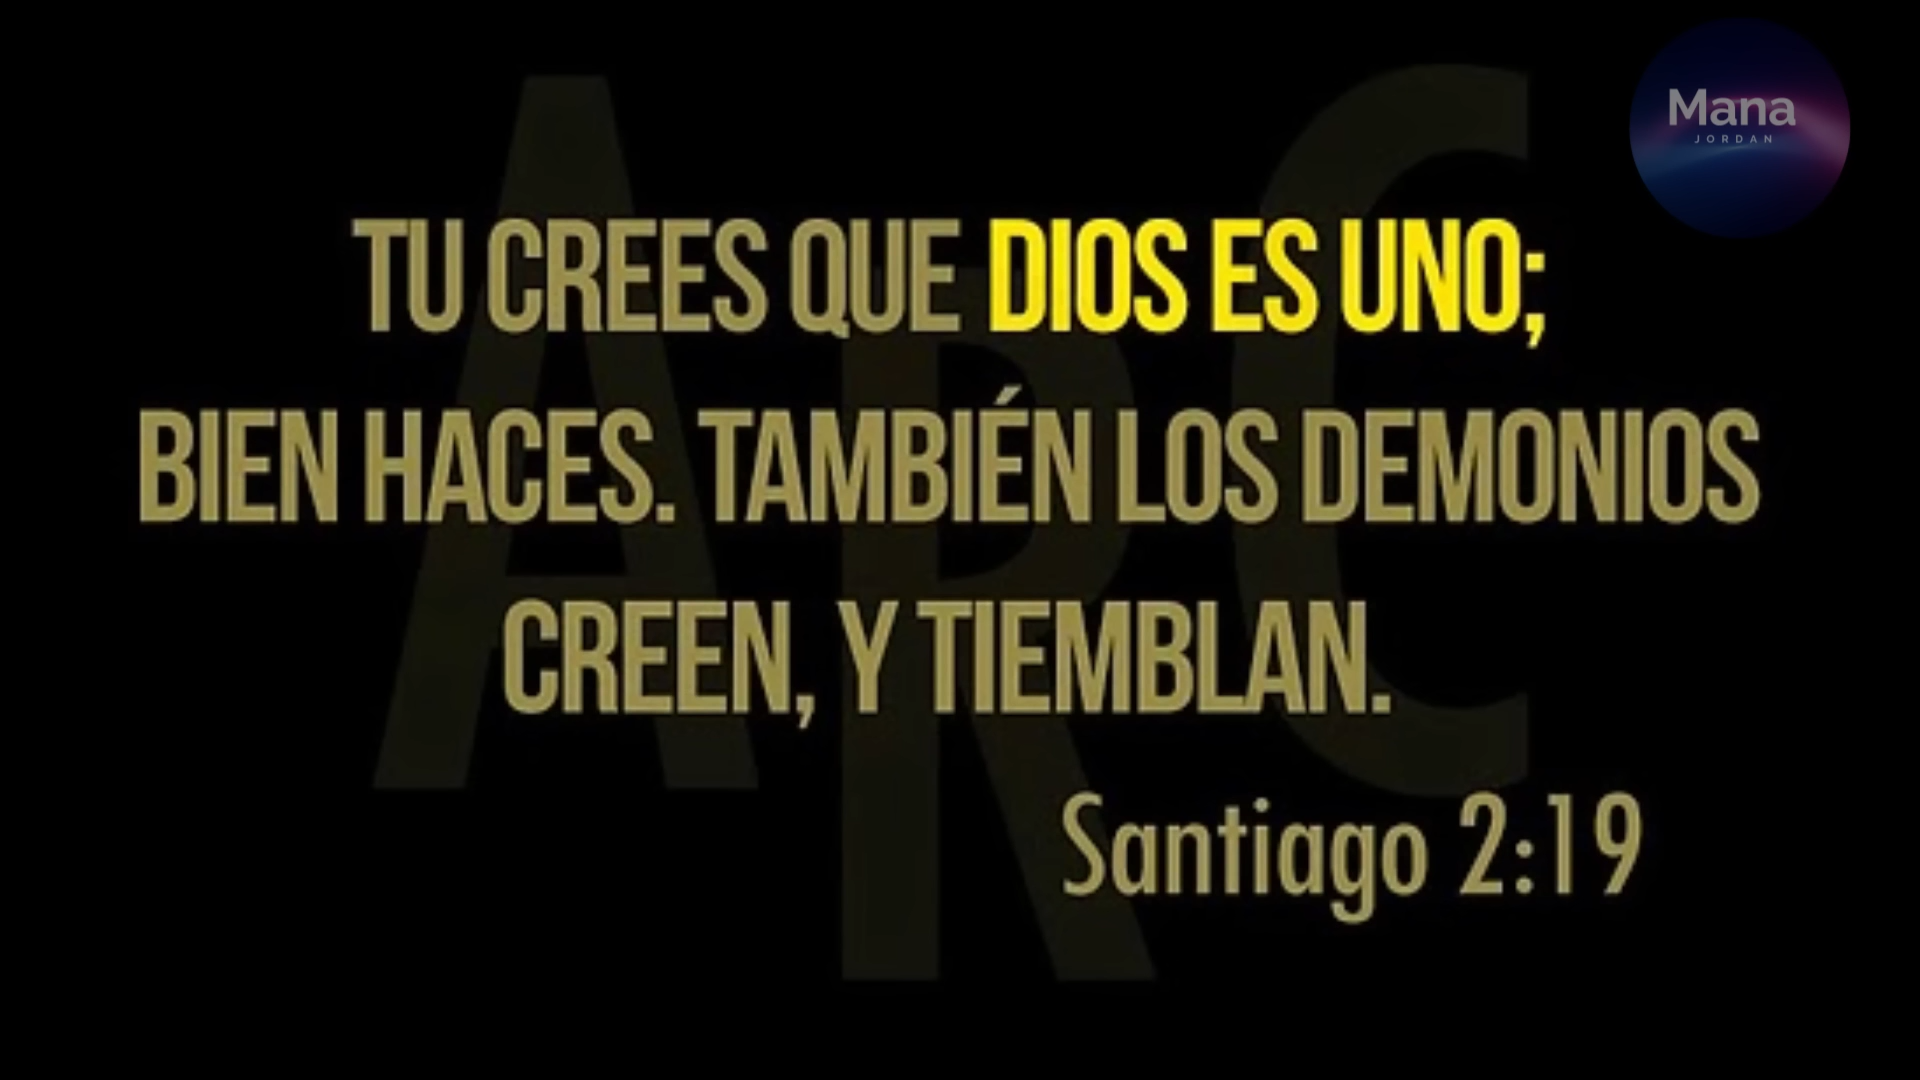 Mana
JORDAN
TU CREES QUE DIOS ES UNO;
BIEN HACES. TAMBIÉN LOS DEMONIOS
CREEN, Y TIEMBLAN.
Santiago 2:19
ARC